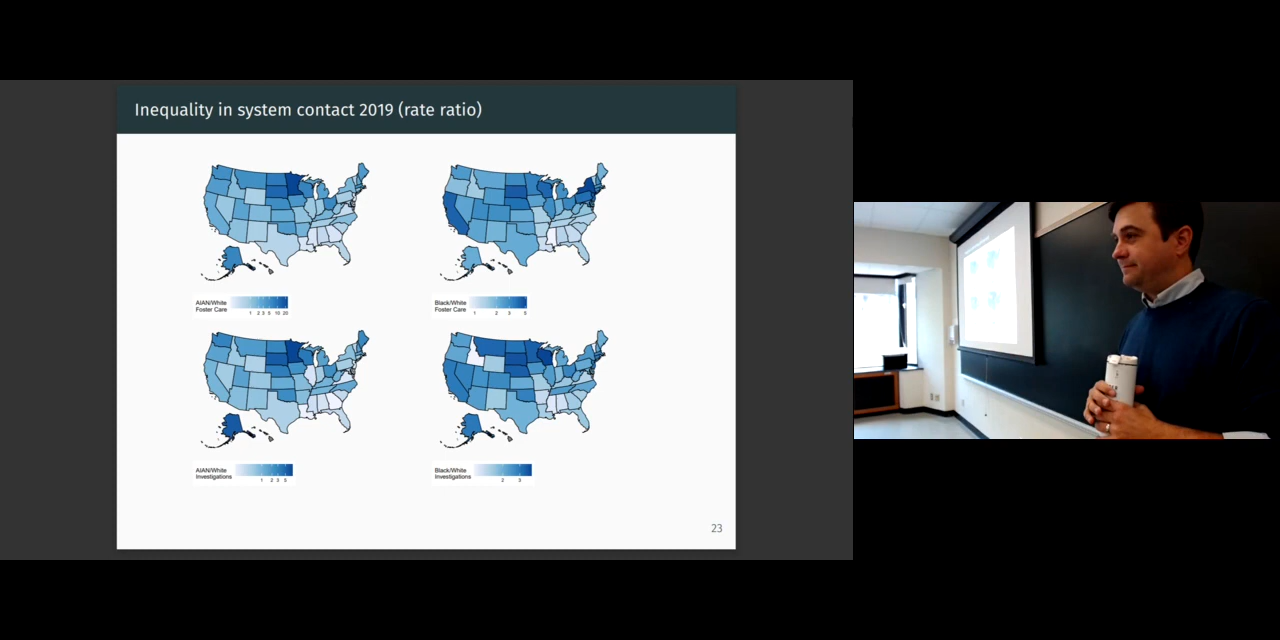 Inequality in system contact 2019 (rate ratio)
AIAN/White
Foster Care
1 2 3 5 10 20
Black/White
Foster Care
1 2 3 5
AIAN/White
Investigations
1 2 3 5
Black/White
Investigations
2 3
23